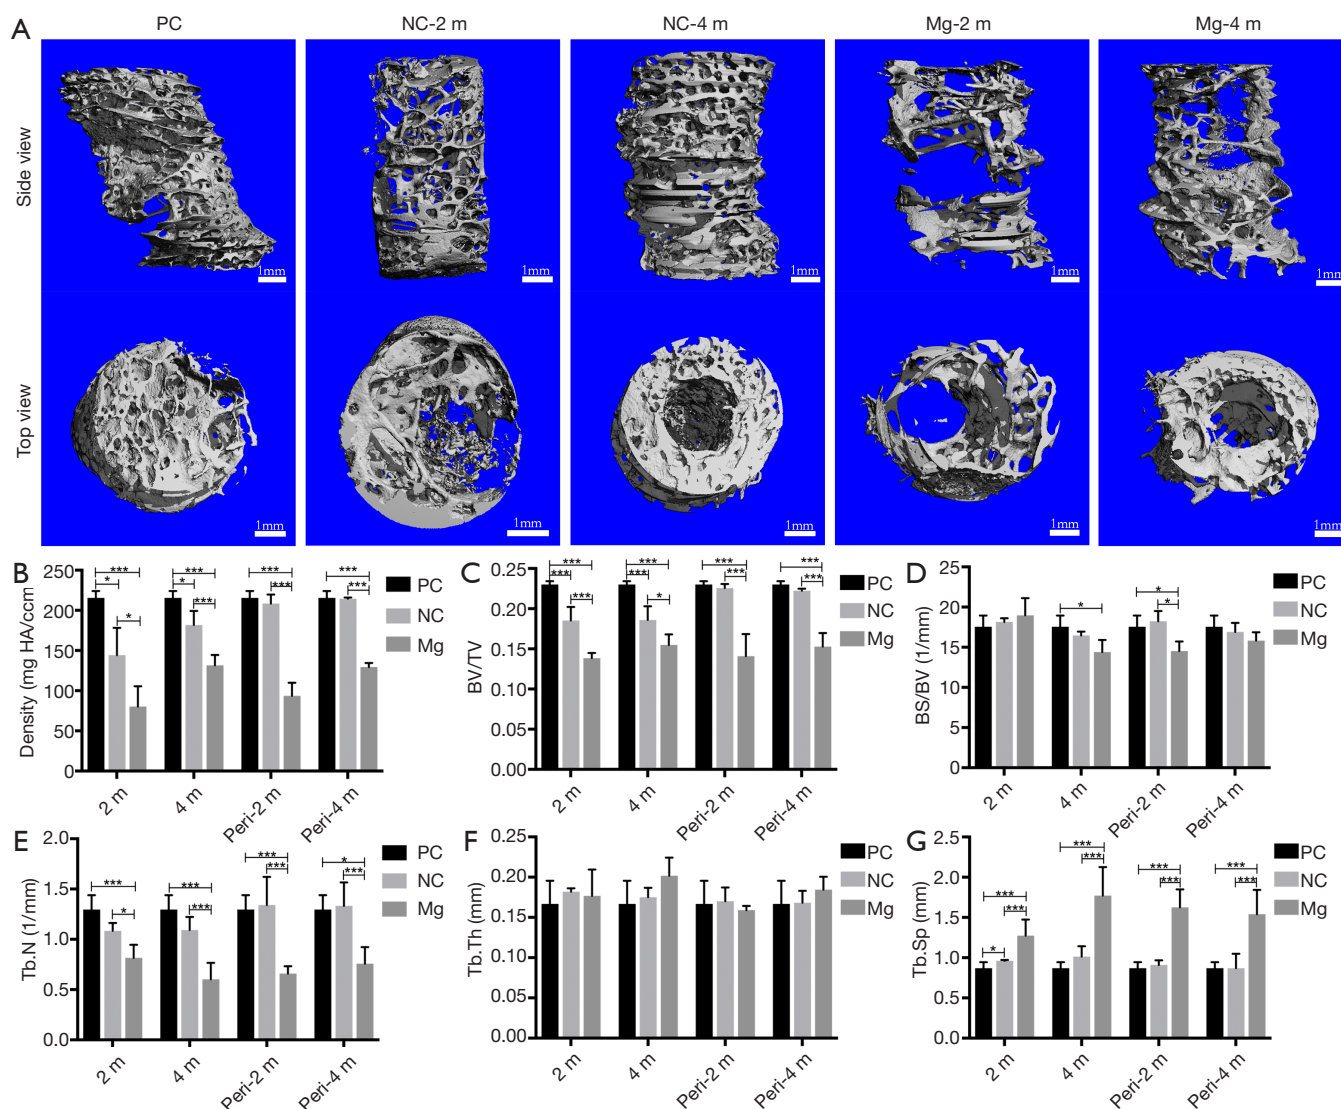 A
PC
NC-2 m
NC-4 m
Mg-2 m
Mg-4 m
Side view
1mm
1mm
1mm
1mm
1mm
Top view
1mm
1mm
1mm
1mm
1mm
B
Density (mg HA/ccm)
250
200
150
100
50
0
***
*
*
***
*
***
***
***
***
***
PC
NC
Mg
2 m
4 m
Peri-2 m
Peri-4 m
C
BV/TV
0.25
0.20
0.15
0.10
0.05
0.00
***
***
***
***
***
*
***
***
***
***
PC
NC
Mg
2 m
4 m
Peri-2 m
Peri-4 m
D
BS/BV (1/mm)
25
20
15
10
5
0
*
*
*
PC
NC
Mg
2 m
4 m
Peri-2 m
Peri-4 m
E
Tb.N (1/mm)
2.0
1.5
1.0
0.5
0.0
***
*
***
***
***
***
*
***
PC
NC
Mg
2 m
4 m
Peri-2 m
Peri-4 m
F
Tb.Th (mm)
0.25
0.20
0.15
0.10
0.05
0.00
PC
NC
Mg
2 m
4 m
Peri-2 m
Peri-4 m
G
Tb.Sp (mm)
2.5
2.0
1.5
1.0
0.5
0.0
***
***
*
***
***
***
***
***
***
PC
NC
Mg
2 m
4 m
Peri-2 m
Peri-4 m